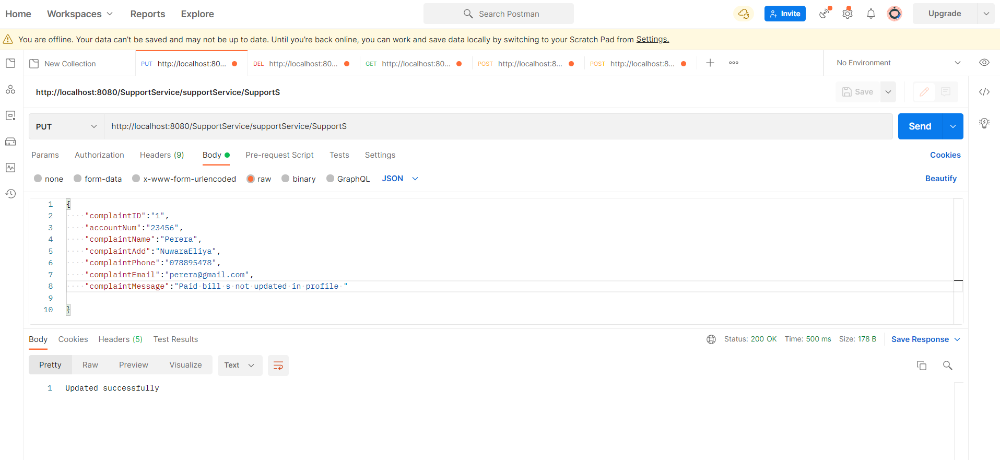 Home Workspaces Reports Explore Search Postman Invite Upgrade
You are offline. Your data can’t be saved and may not be up to date. Until you’re back online, you can work and save data locally by switching to your Scratch Pad from Settings.
New Collection PUT http://localhost:80... DEL http://localhost:80... GET http://localhost:80... POST http://localhost:8... POST http://localhost:8... No Environment
http://localhost:8080/SupportService/supportService/SupportS Save
PUT http://localhost:8080/SupportService/supportService/SupportS Send
Params Authorization Headers (9) Body Pre-request Script Tests Settings Cookies
none form-data x-www-form-urlencoded raw binary GraphQL JSON Beautify
1 {
2 "complaintID":"1",
3 "accountNum":"23456",
4 "complaintName":"Perera",
5 "complaintAdd":"NuwaraEliya",
6 "complaintPhone":"078895478",
7 "complaintEmail":"perera@gmail.com",
8 "complaintMessage":"Paid bill s not updated in profile "
9
10 }
Body Cookies Headers (5) Test Results Status: 200 OK Time: 500 ms Size: 178 B Save Response
Pretty Raw Preview Visualize Text
1 Updated successfully